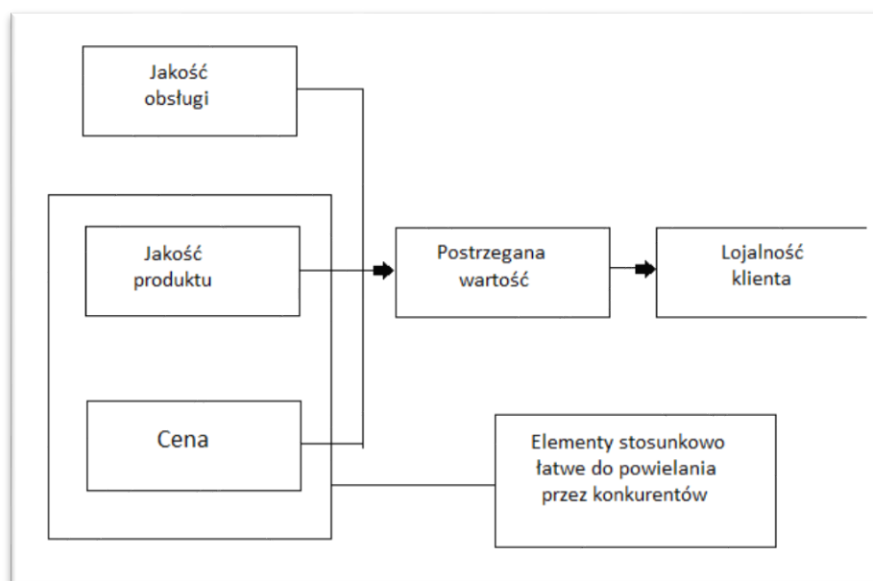 Jakość
obsługi
Jakość
produktu
Cena
Postrzegana
wartość
Lojalność
klienta
Elementy stosunkowo
łatwe do powielania
przez konkurentów